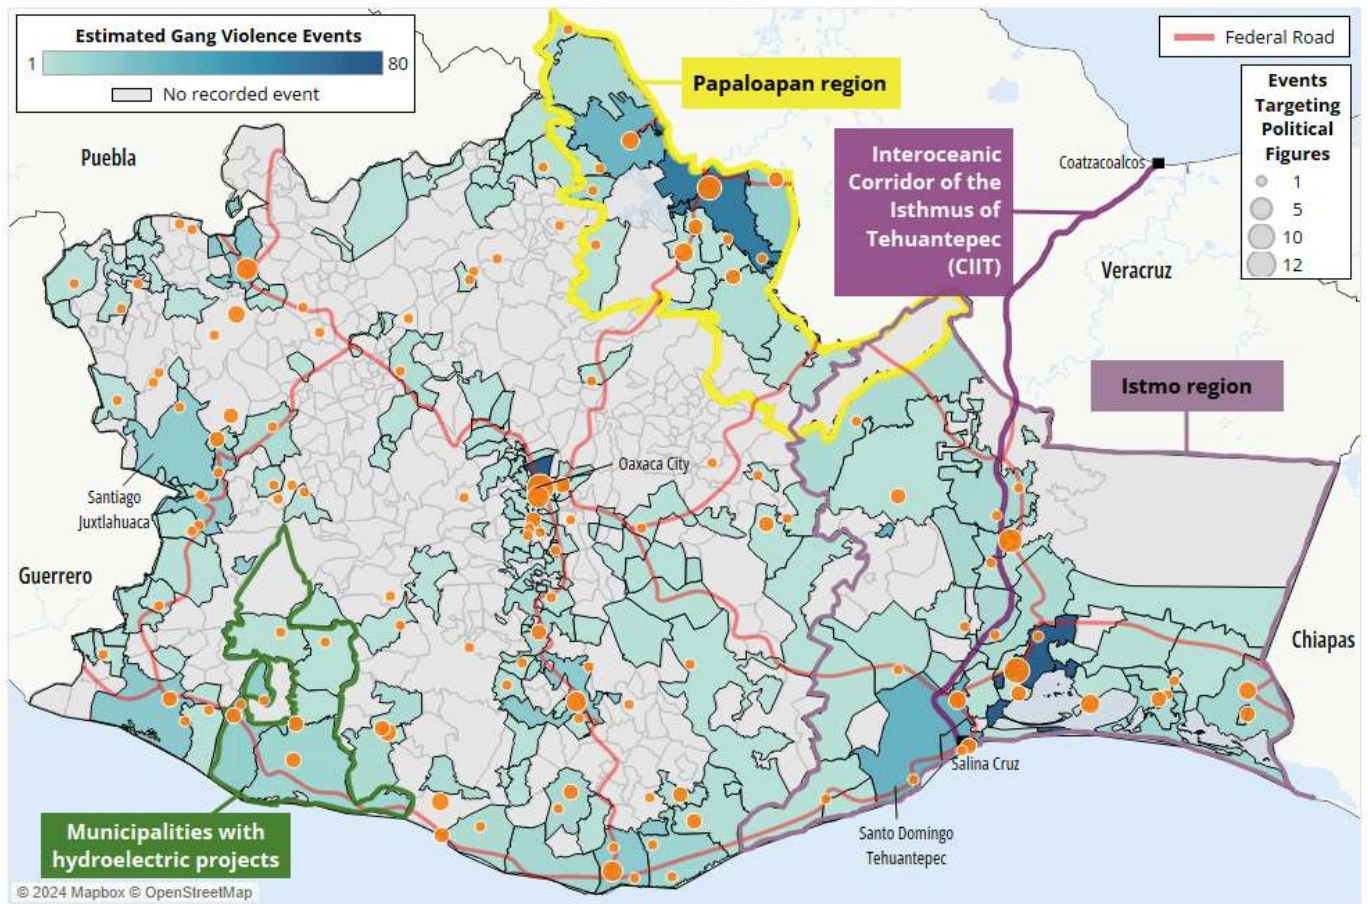 Estimated Gang Violence Events
1 80
No recorded event
Federal Road
Events
Targeting
Political
Figures
1
5
10
12
Papaloapan region
Puebla
Interoceanic
Corridor of the
Isthmus of
Tehuantepec
(CIIT)
Coatzacoalcos
Veracruz
Istmo region
Oaxaca City
Santiago
Juxtlahuaca
Guerrero
Chiapas
Salina Cruz
Santo Domingo
Tehuantepec
Municipalities with
hydroelectric projects
© 2024 Mapbox © OpenStreetMap